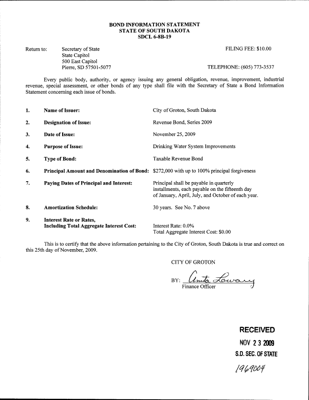 BOND INFORMATION STATEMENT
STATE OF SOUTH DAKOTA
SDCL 6-8B-19
Return to: Secretary of State FILING FEE: $10.00
State Capitol
500 East Capitol
Pierre, SD 57501-5077 TELEPHONE: (605) 773-3537
Every public body, authority, or agency issuing any general obligation, revenue, improvement, industrial
revenue, special assessment, or other bonds of any type shall file with the Secretary of State a Bond Information
Statement concerning each issue of bonds.
1. Name of Issuer: City of Groton, South Dakota
2. Designation of Issue: Revenue Bond, Series 2009
3. Date of Issue: November 25, 2009
4. Purpose of Issue: Drinking Water System Improvements
5. Type of Bond: Taxable Revenue Bond
6. Principal Amount and Denomination of Bond: $272,000 with up to 100% principal forgiveness
7. Paying Dates of Principal and Interest: Principal shall be payable in quarterly
installments, each payable on the fifteenth day
of January, April, July, and October of each year.
8. Amortization Schedule: 30 years. See No. 7 above
9. Interest Rate or Rates,
Including Total Aggregate Interest Cost: Interest Rate: 0.0%
Total Aggregate Interest Cost: $0.00
This is to certify that the above information pertaining to the City of Groton, South Dakota is true and correct on
this 25th day of November, 2009.
CITY OF GROTON
BY: Anita Lowary
Finance Officer
RECEIVED
NOV 23 2009
S.D. SEC. OF STATE
1969009